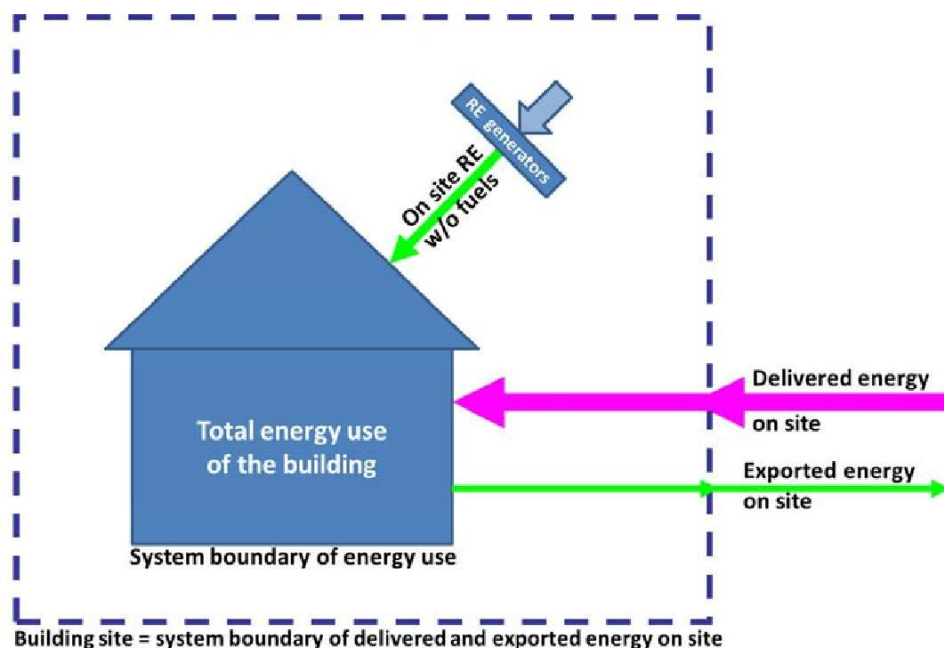 RE generators
On site RE
w/o fuels
Total energy use
of the building
Delivered energy
on site
Exported energy
on site
System boundary of energy use
Building site = system boundary of delivered and exported energy on site